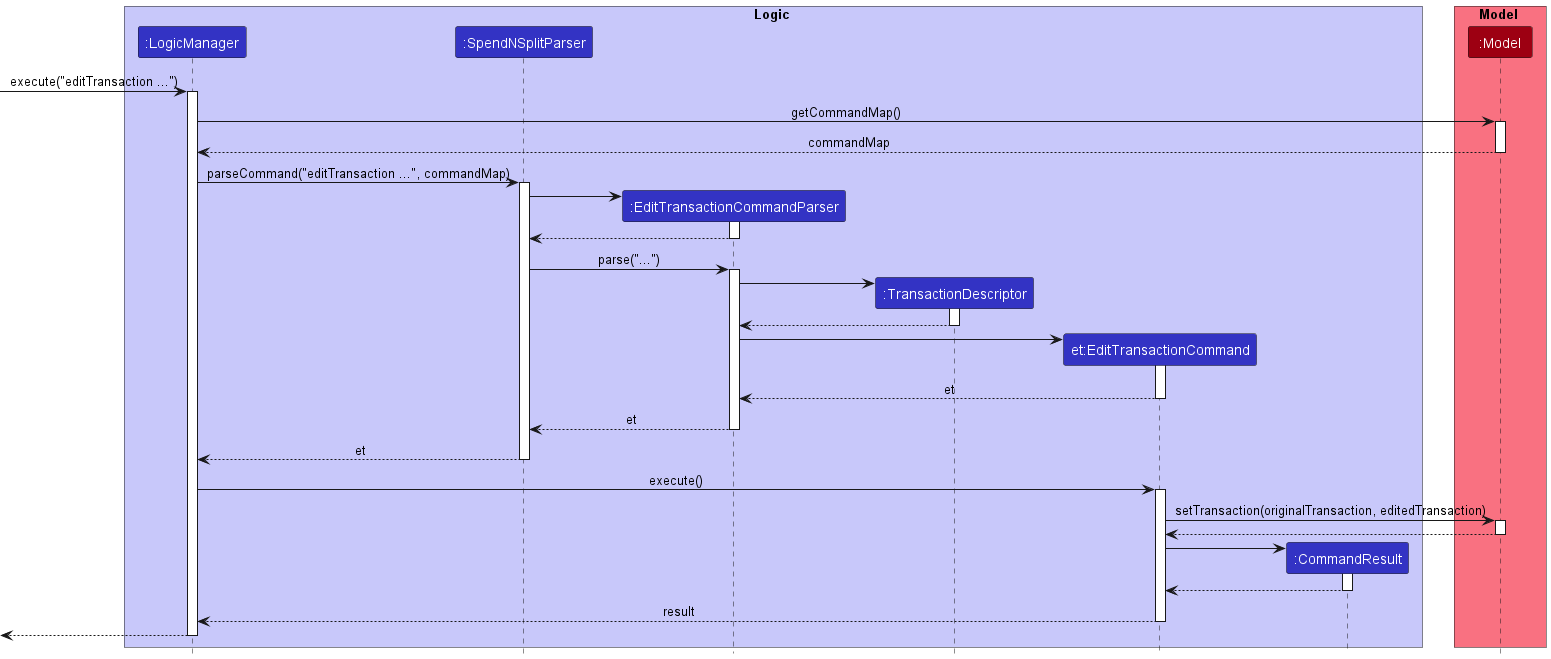 Logic
Model
:LogicManager
:SpendNSplitParser
:Model
execute("editTransaction ...")
getCommandMap()
commandMap
parseCommand("editTransaction ...", commandMap)
:EditTransactionCommandParser
parse("...")
:TransactionDescriptor
et:EditTransactionCommand
et
et
et
execute()
setTransaction(originalTransaction, editedTransaction)
:CommandResult
result